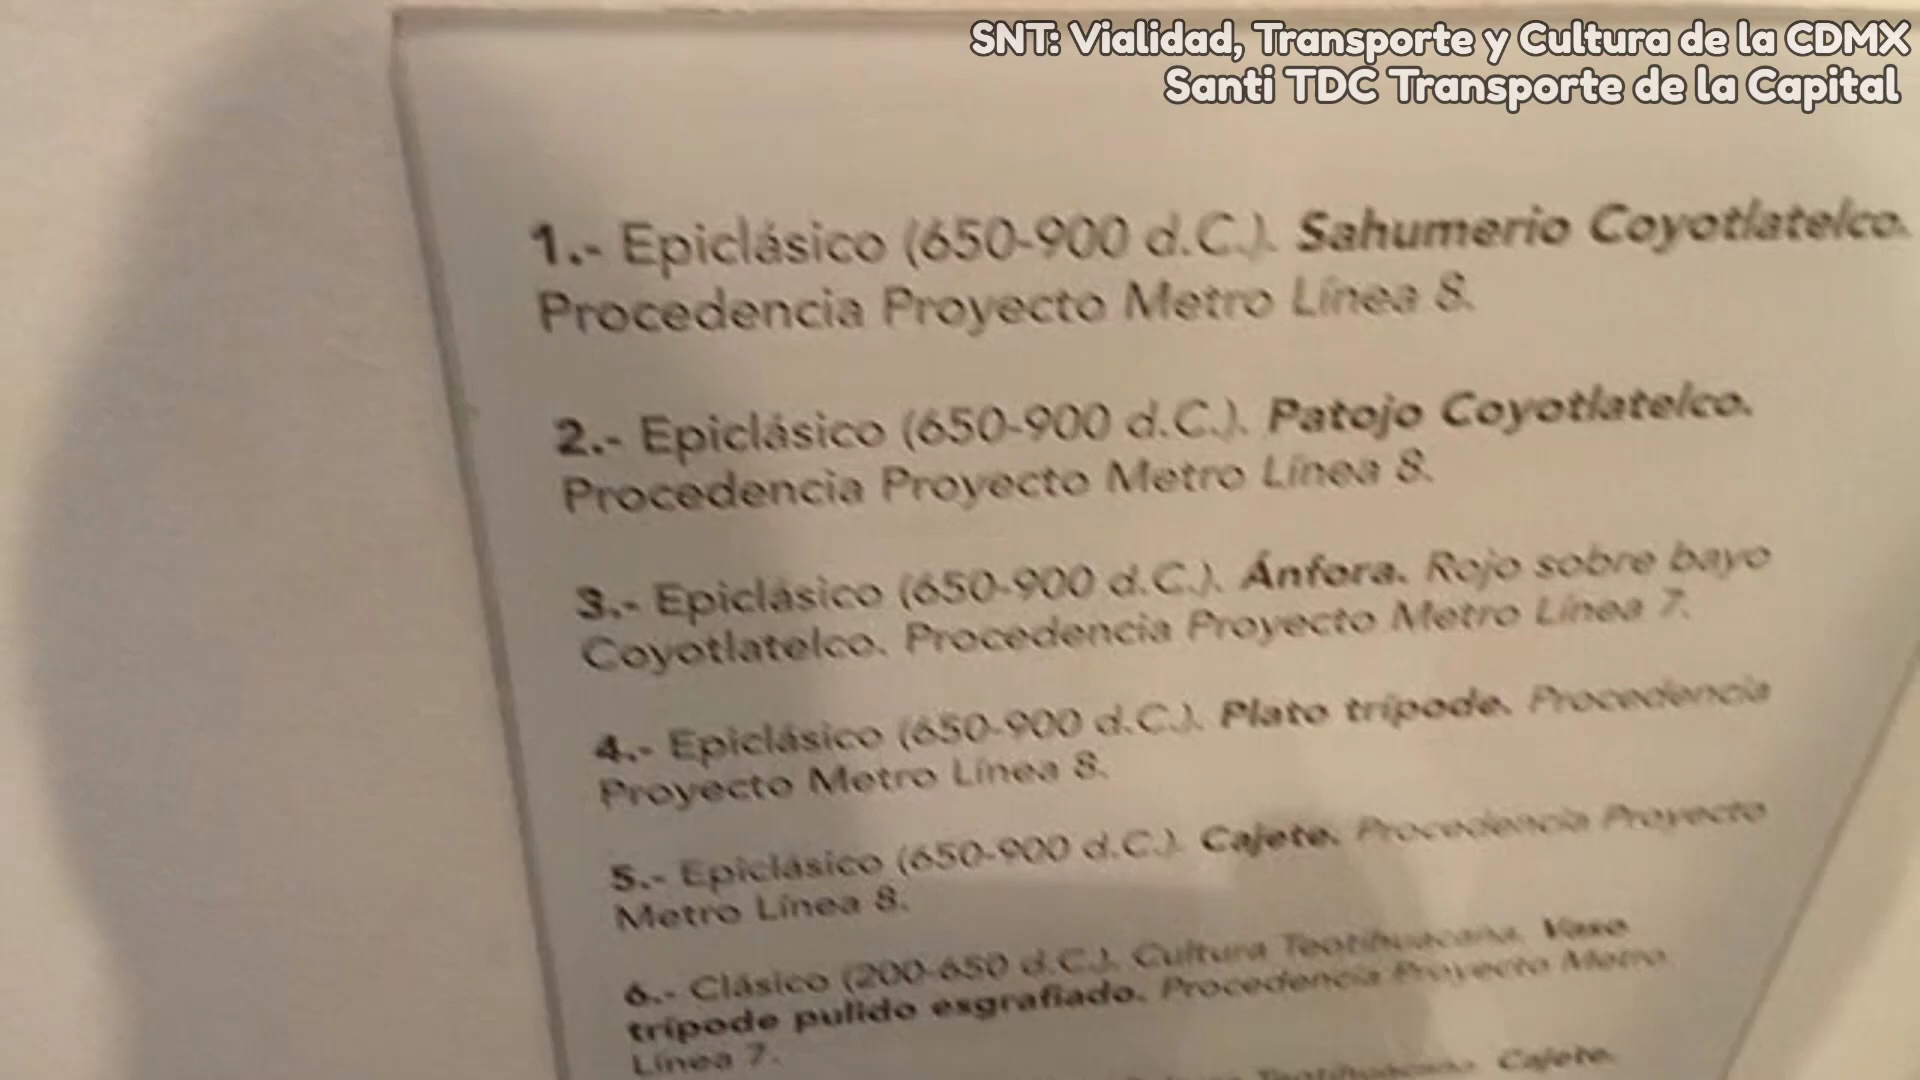 SNT: Vialidad, Transporte y Cultura de la CDMX
Santi TDC Transporte de la Capital
1.- Epiclásico (650-900 d.C.). Sahumerio Coyotlatelco.
Procedencia Proyecto Metro Línea 8.
2.- Epiclásico (650-900 d.C.). Patojo Coyotlatelco.
Procedencia Proyecto Metro Línea 8.
3.- Epiclásico (650-900 d.C.). Ánfora. Rojo sobre bayo
Coyotlatelco. Procedencia Proyecto Metro Línea 7.
4.- Epiclásico (650-900 d.C.). Plato trípode. Procedencia
Proyecto Metro Línea 8.
5.- Epiclásico (650-900 d.C.). Cajete. Procedencia Proyecto
Metro Línea 8.
6.- Clásico (200-650 d.C.). Cultura Teotihuacana. Vaso
trípode pulido esgrafiado. Procedencia Proyecto Metro
Línea 7.
Cajete.